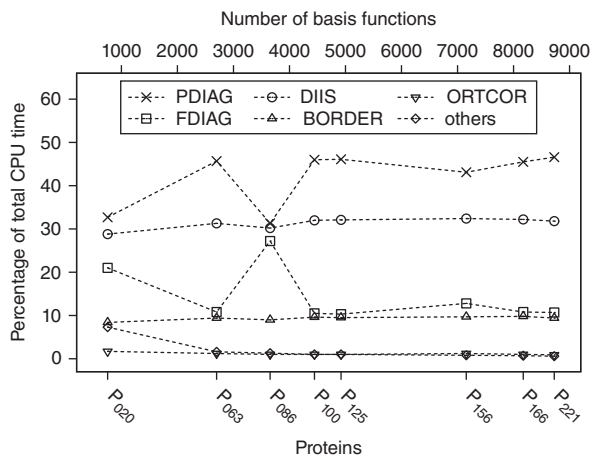 Number of basis functions
1000 2000 3000 4000 5000 6000 7000 8000 9000
PDIAG DIIS ORTCOR
FDIAG BORDER others
Percentage of total CPU time
60
50
40
30
20
10
0
P020 P063 P086 P100 P125 P156 P166 P221
Proteins